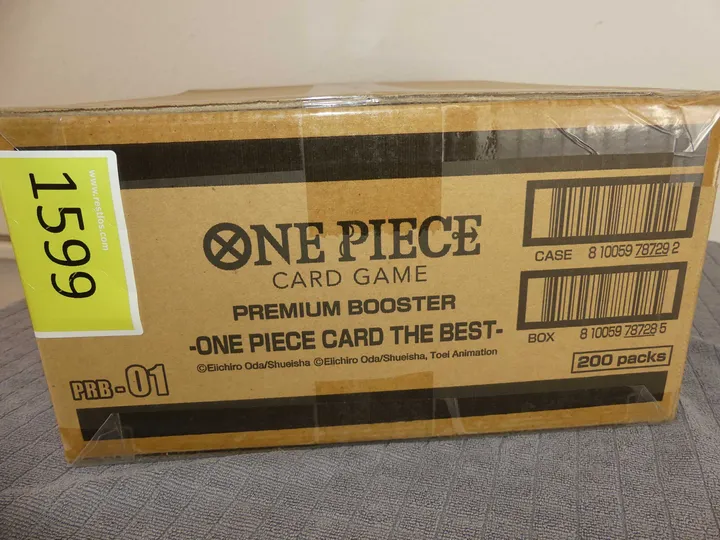 www.restlos.com
1599
ONE PIECE
CARD GAME
PREMIUM BOOSTER
-ONE PIECE CARD THE BEST-
©Eiichiro Oda/Shueisha ©Eiichiro Oda/Shueisha, Toei Animation
PRB-01
CASE 8 10059 78729 2
BOX 8 10059 78728 5
200 packs